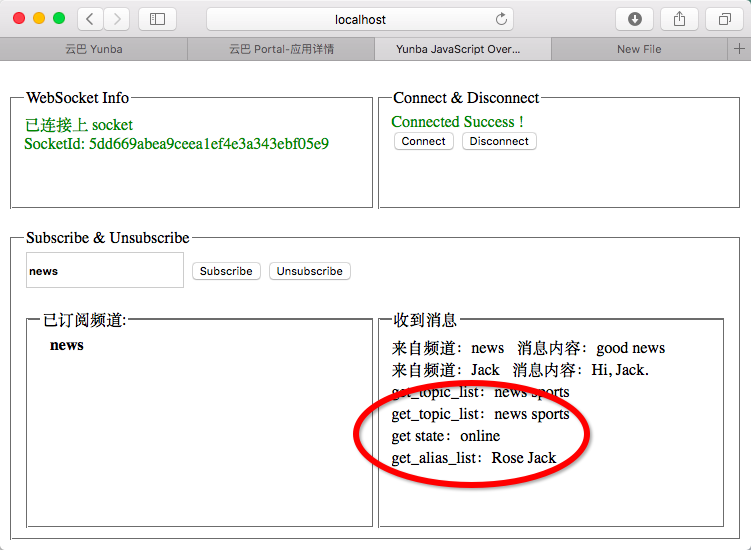 localhost
云巴 Yunba
云巴 Portal-应用详情
Yunba JavaScript Over...
New File
WebSocket Info
已连接上 socket
SocketId: 5dd669abea9ceea1ef4e3a343ebf05e9
Connect & Disconnect
Connected Success !
Connect
Disconnect
Subscribe & Unsubscribe
news
Subscribe
Unsubscribe
已订阅频道:
news
收到消息
来自频道：news 消息内容：good news
来自频道：Jack 消息内容：Hi, Jack.
get_topic_list：news sports
get_topic_list：news sports
get state：online
get_alias_list：Rose Jack